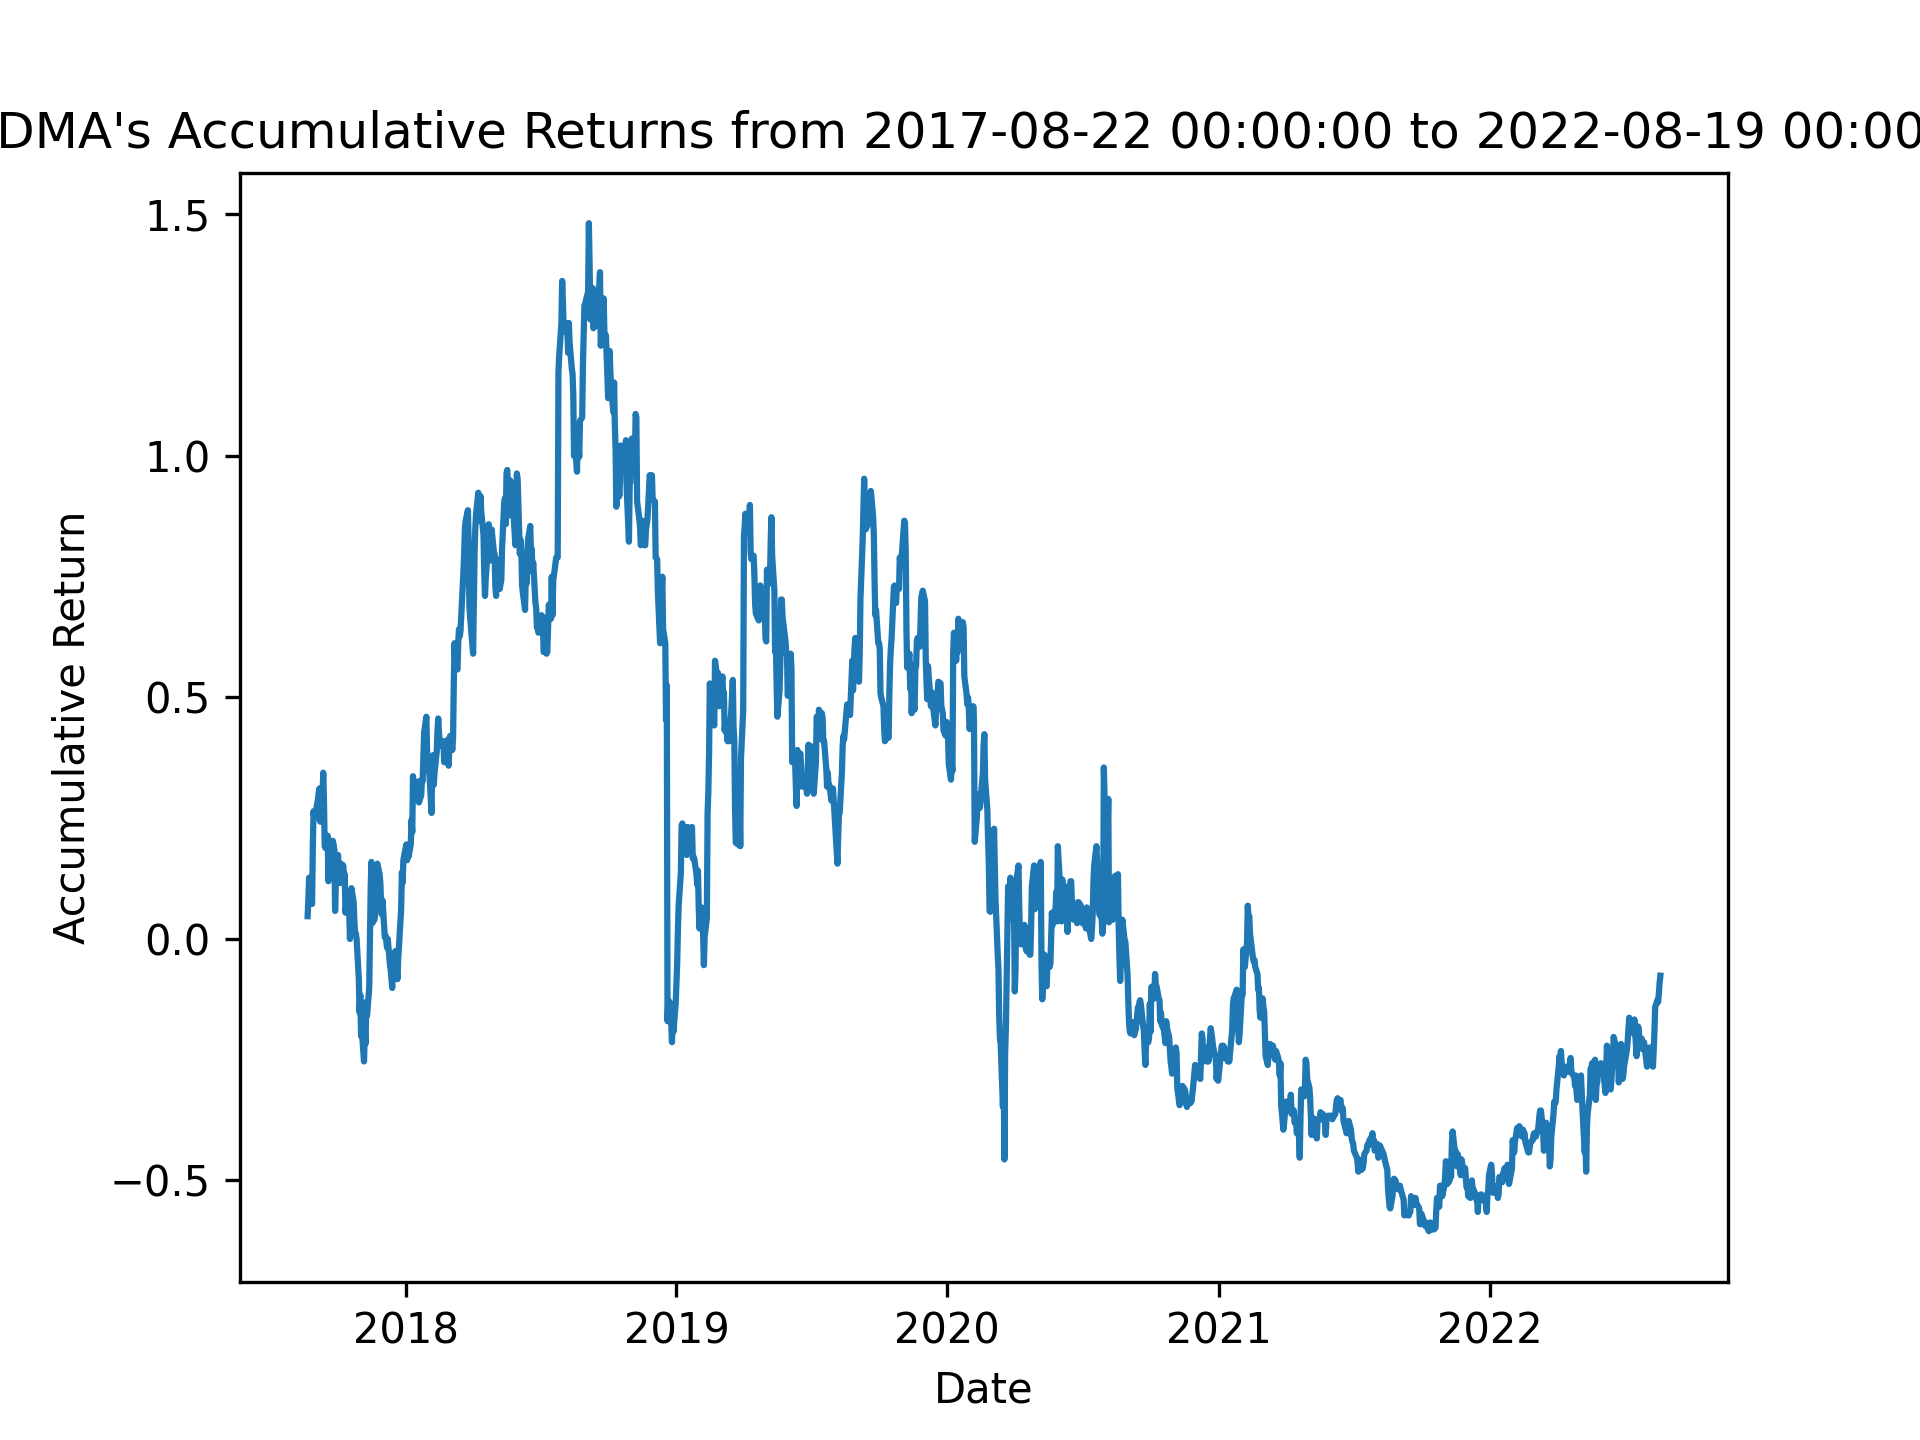 DMA's Accumulative Returns from 2017-08-22 00:00:00 to 2022-08-19 00:00
1.5
1.0
0.5
0.0
−0.5
Accumulative Return
2018 2019 2020 2021 2022
Date